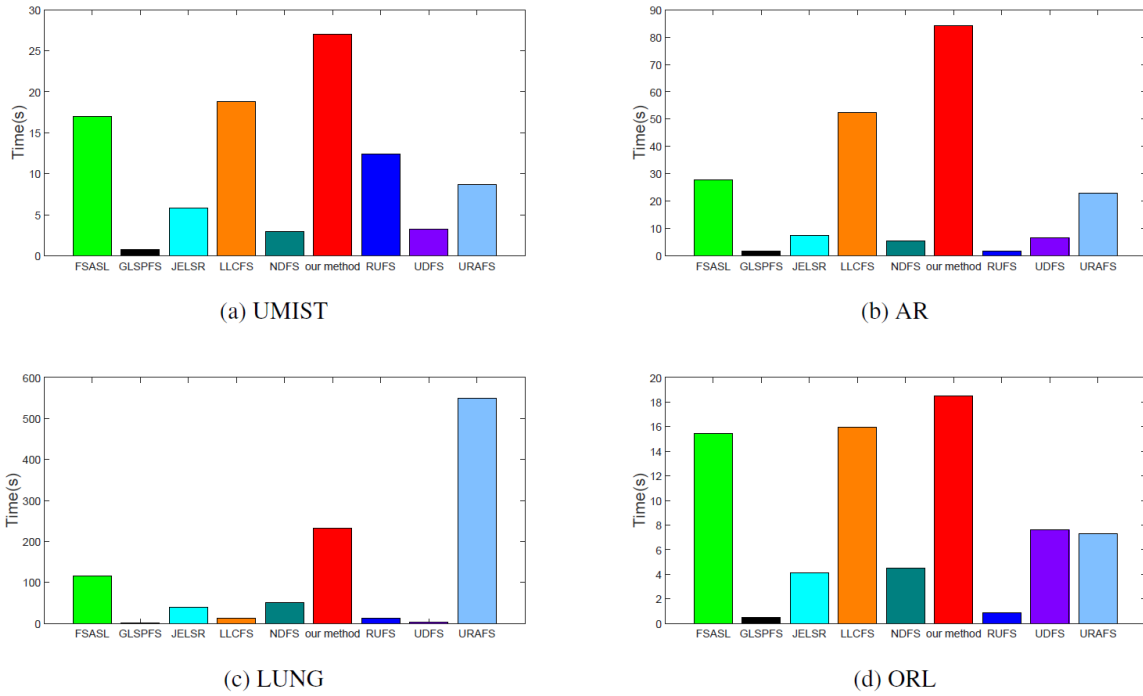 30
25
20
15
10
5
0
Time(s)
FSASL GLSPFS JELSR LLCFS NDFS our method RUFS UDFS URAFS
(a) UMIST
90
80
70
60
50
40
30
20
10
0
Time(s)
FSASL GLSPFS JELSR LLCFS NDFS our method RUFS UDFS URAFS
(b) AR
600
500
400
300
200
100
0
Time(s)
FSASL GLSPFS JELSR LLCFS NDFS our method RUFS UDFS URAFS
(c) LUNG
20
18
16
14
12
10
8
6
4
2
0
Time(s)
FSASL GLSPFS JELSR LLCFS NDFS our method RUFS UDFS URAFS
(d) ORL